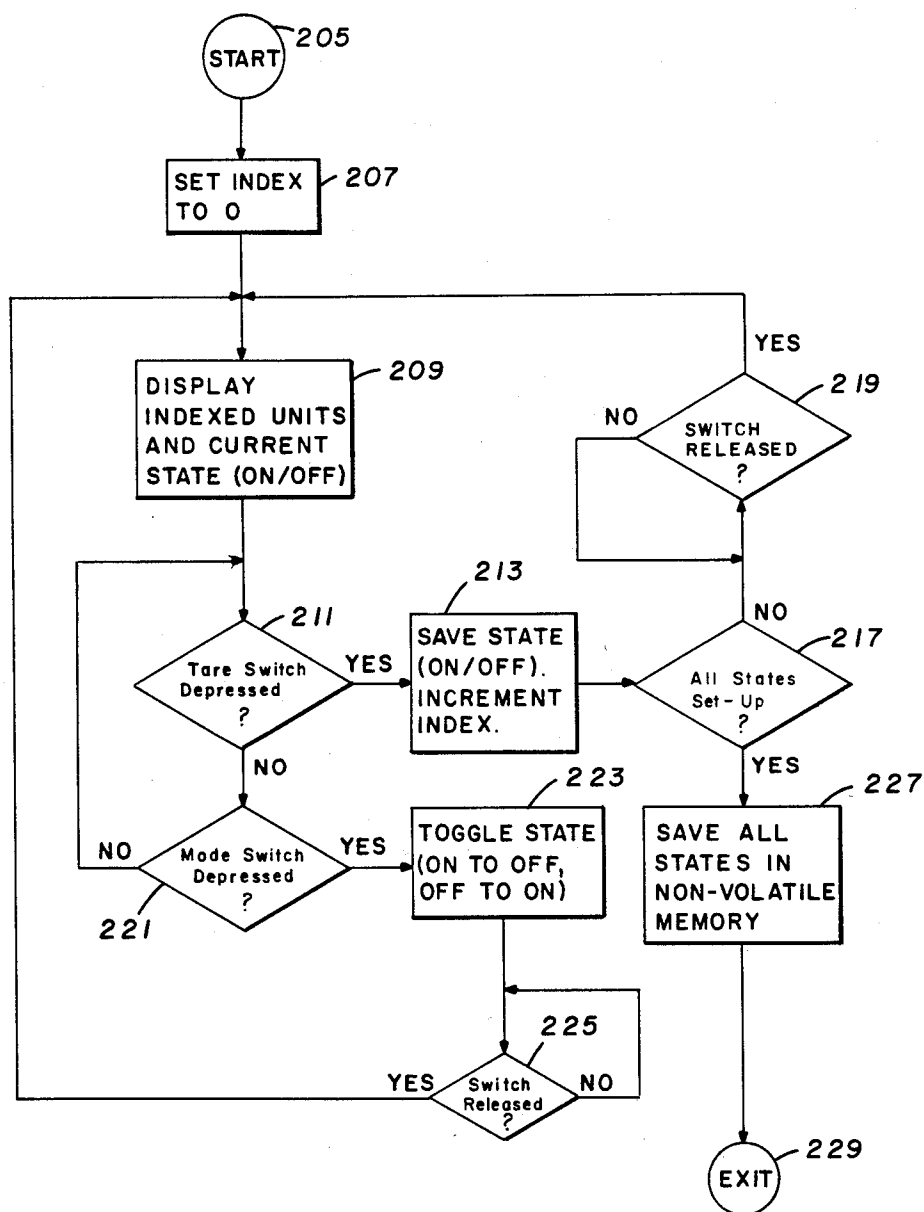 205
START
SET INDEX
TO 0
207
YES
DISPLAY
INDEXED UNITS
AND CURRENT
STATE (ON/OFF)
209
219
NO
SWITCH
RELEASED
?
211
213
NO
217
Tare Switch
Depressed
?
YES
SAVE STATE
(ON/OFF).
INCREMENT
INDEX.
All States
Set-Up
?
NO
YES
223
227
NO
Mode Switch
Depressed
?
YES
221
TOGGLE STATE
(ON TO OFF,
OFF TO ON)
SAVE ALL
STATES IN
NON-VOLATILE
MEMORY
225
YES
Switch
Released
?
NO
229
EXIT